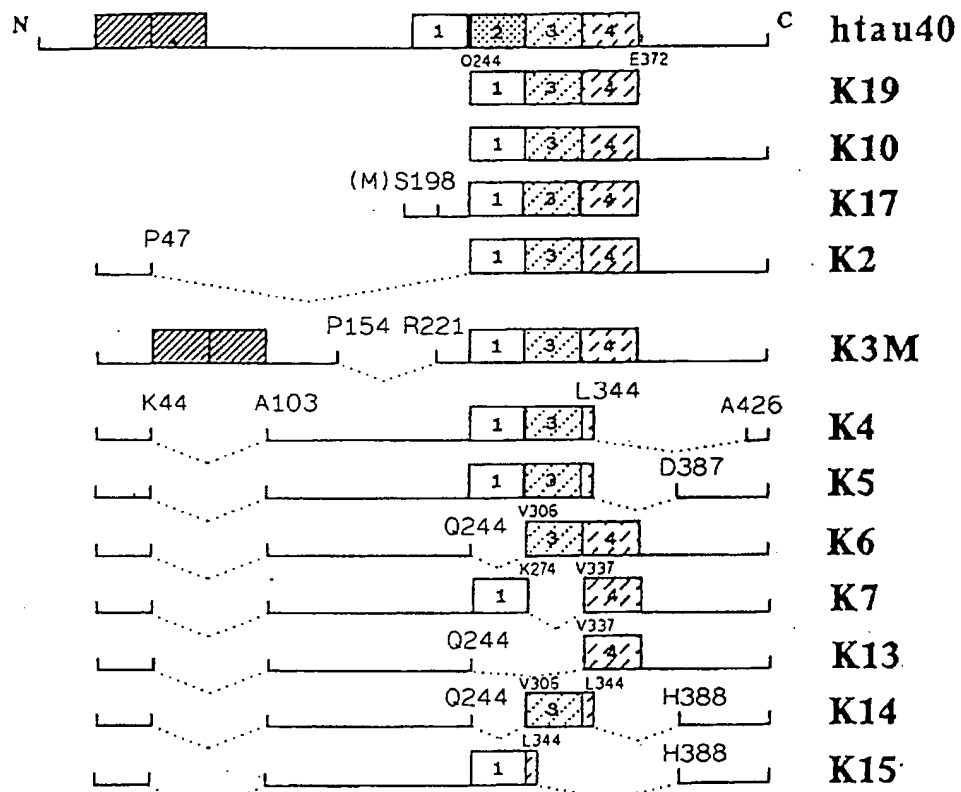 N C htau40
1 2 3 4
Q244 E372
1 3 4 K19
1 3 4 K10
(M) S198
1 3 4 K17
P47
1 3 4 K2
P154 R221
1 3 4 K3M
K44 A103 L344 A426
1 3 K4
D387
1 3 K5
Q244 V306
3 4 K6
K274 V337
1 4 K7
Q244 V337
4 K13
Q244 V306 L344 H388
3 K14
L344 H388
1 K15